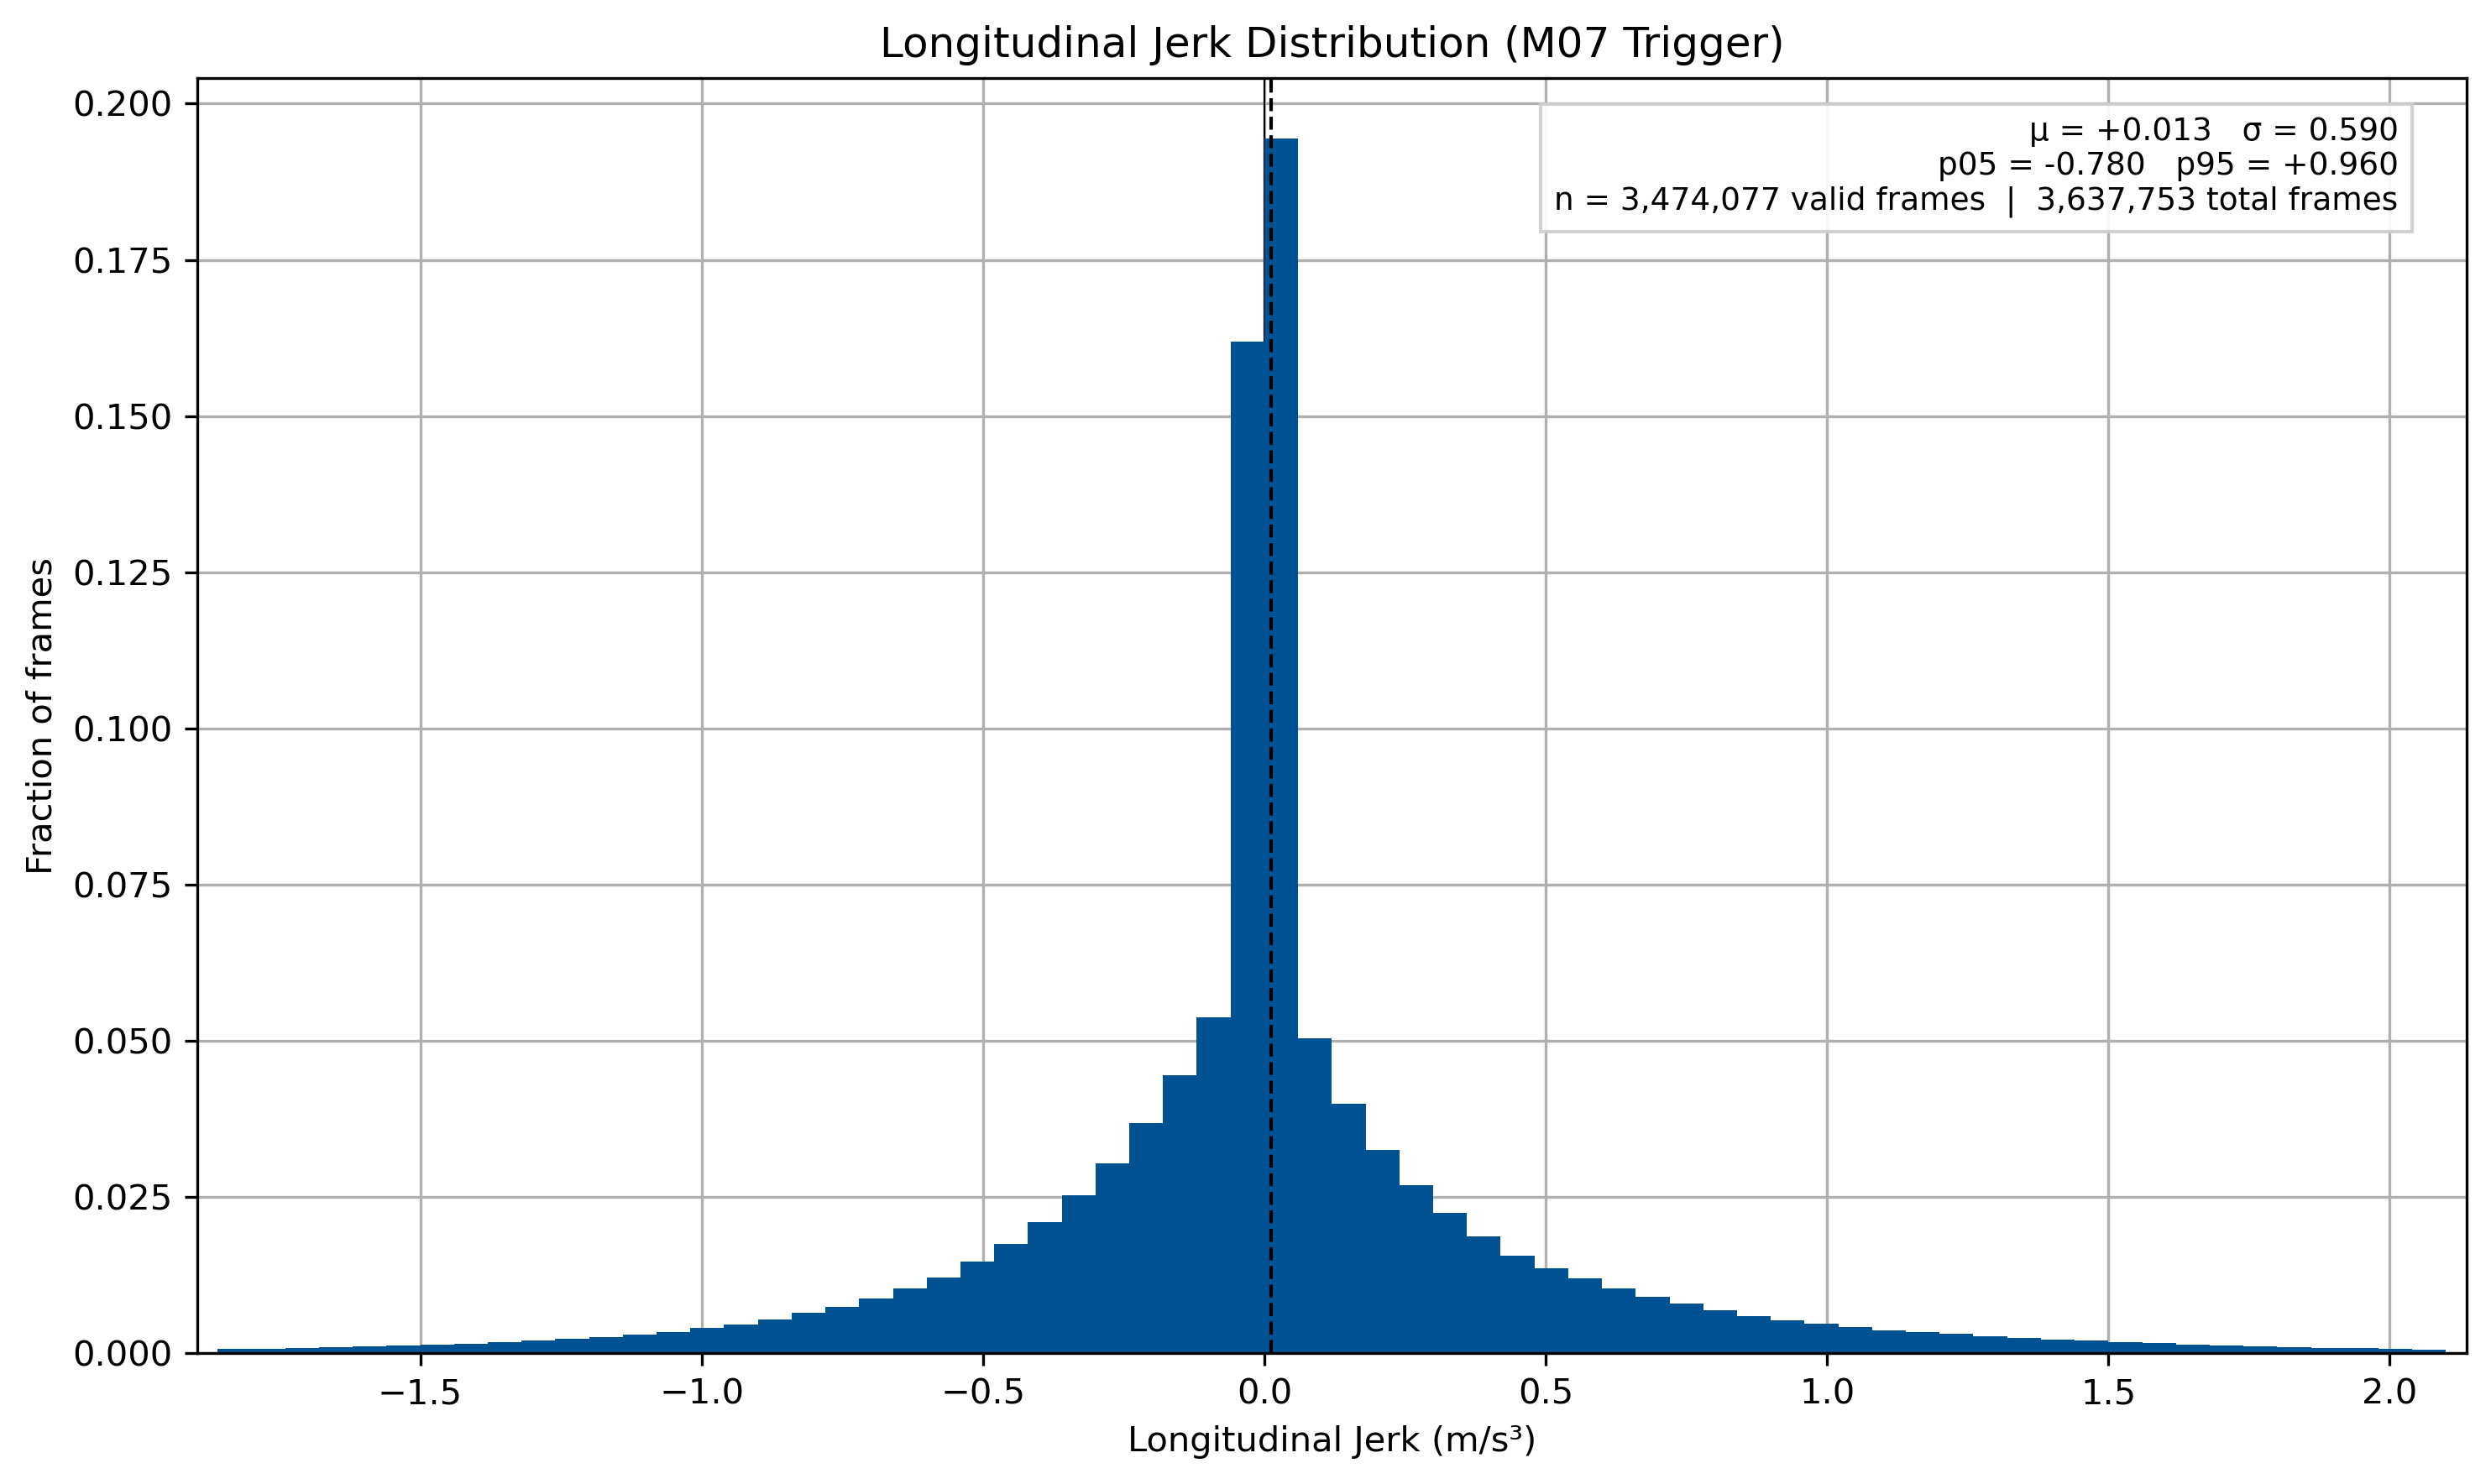 Longitudinal Jerk Distribution (M07 Trigger)
μ = +0.013   σ = 0.590
p05 = -0.780   p95 = +0.960
n = 3,474,077 valid frames  |  3,637,753 total frames
Fraction of frames
0.200
0.175
0.150
0.125
0.100
0.075
0.050
0.025
0.000
−1.5
−1.0
−0.5
0.0
0.5
1.0
1.5
2.0
Longitudinal Jerk (m/s³)